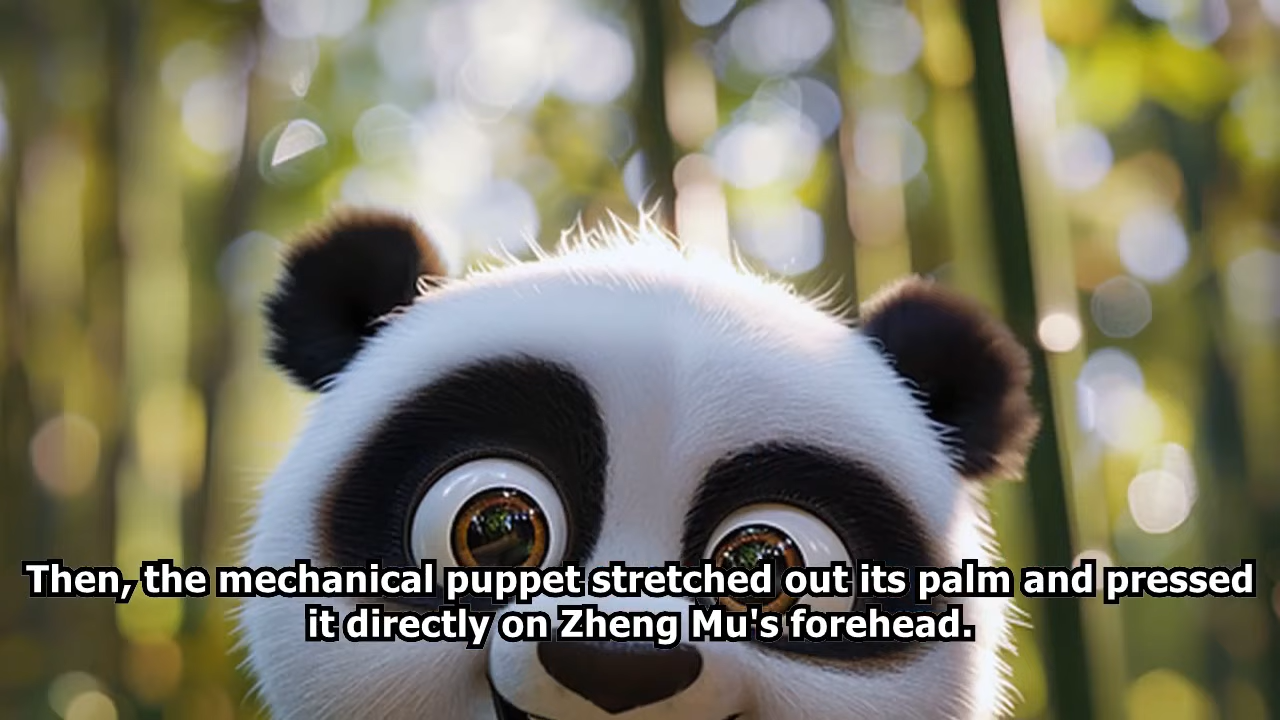 Then, the mechanical puppet stretched out its palm and pressed
it directly on Zheng Mu's forehead.